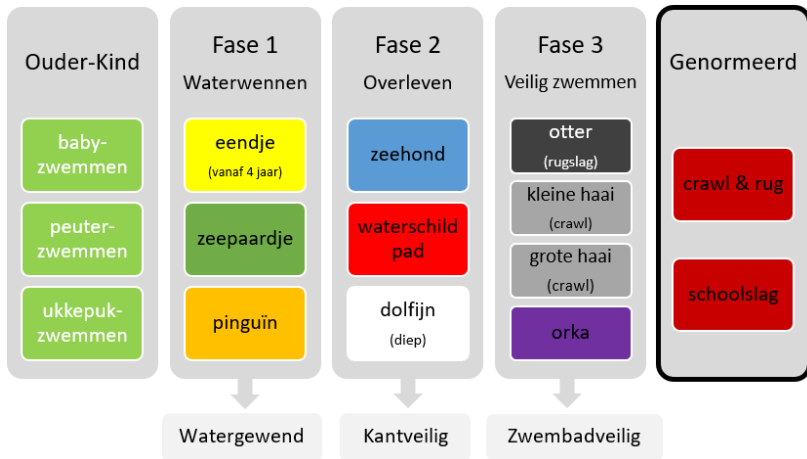 Ouder-Kind
baby-
zwemmen
peuter-
zwemmen
ukkepuk-
zwemmen
Fase 1
Waterwennen
eendje
(vanaf 4 jaar)
zeepaardje
pinguïn
Watergewend
Fase 2
Overleven
zeehond
waterschild
pad
dolfijn
(diep)
Kantveilig
Fase 3
Veilig zwemmen
otter
(rugslag)
kleine haai
(crawl)
grote haai
(crawl)
orka
Zwembadveilig
Genormeerd
crawl & rug
schoolslag